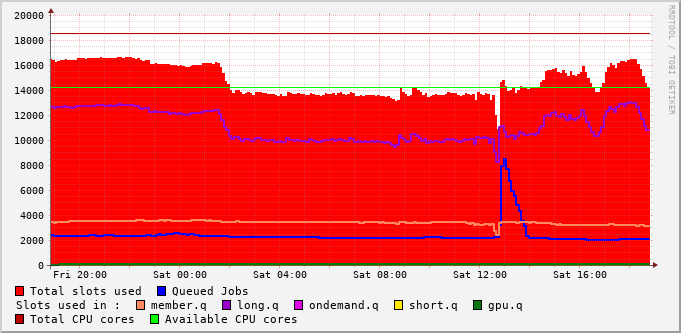 RRDTOOL / TOBI OETIKER
20000
18000
16000
14000
12000
10000
8000
6000
4000
2000
0
Fri 20:00 Sat 00:00 Sat 04:00 Sat 08:00 Sat 12:00 Sat 16:00
Total slots used Queued Jobs
Slots used in : member.q long.q ondemand.q short.q gpu.q
Total CPU cores Available CPU cores